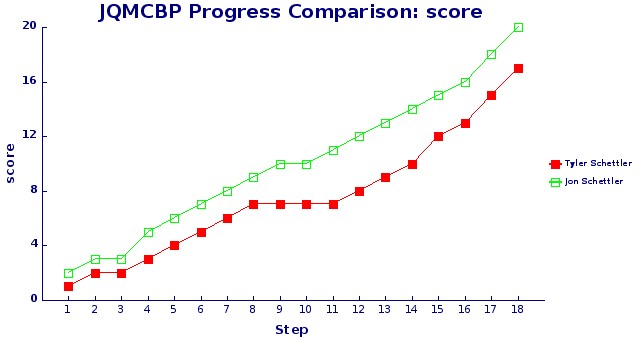 JQMCBP Progress Comparison: score
20
16
12
8
4
0
score
1 2 3 4 5 6 7 8 9 10 11 12 13 14 15 16 17 18
Step
Tyler Schettler
Jon Schettler